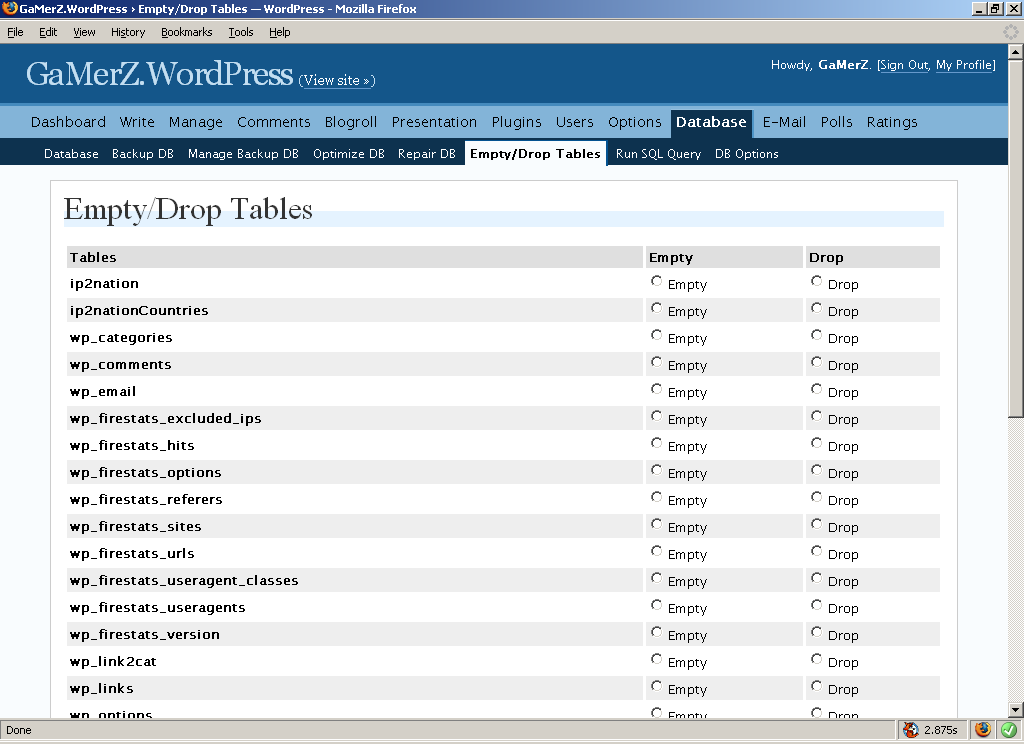 GaMerZ.WordPress › Empty/Drop Tables — WordPress - Mozilla Firefox
File Edit View History Bookmarks Tools Help
GaMerZ.WordPress (View site »)
Howdy, GaMerZ. [Sign Out, My Profile]
Dashboard Write Manage Comments Blogroll Presentation Plugins Users Options Database E-Mail Polls Ratings
Database Backup DB Manage Backup DB Optimize DB Repair DB Empty/Drop Tables Run SQL Query DB Options
Empty/Drop Tables
Tables Empty Drop
ip2nation Empty Drop
ip2nationCountries Empty Drop
wp_categories Empty Drop
wp_comments Empty Drop
wp_email Empty Drop
wp_firestats_excluded_ips Empty Drop
wp_firestats_hits Empty Drop
wp_firestats_options Empty Drop
wp_firestats_referers Empty Drop
wp_firestats_sites Empty Drop
wp_firestats_urls Empty Drop
wp_firestats_useragent_classes Empty Drop
wp_firestats_useragents Empty Drop
wp_firestats_version Empty Drop
wp_link2cat Empty Drop
wp_links Empty Drop
wp_options Empty Drop
Done 2.875s